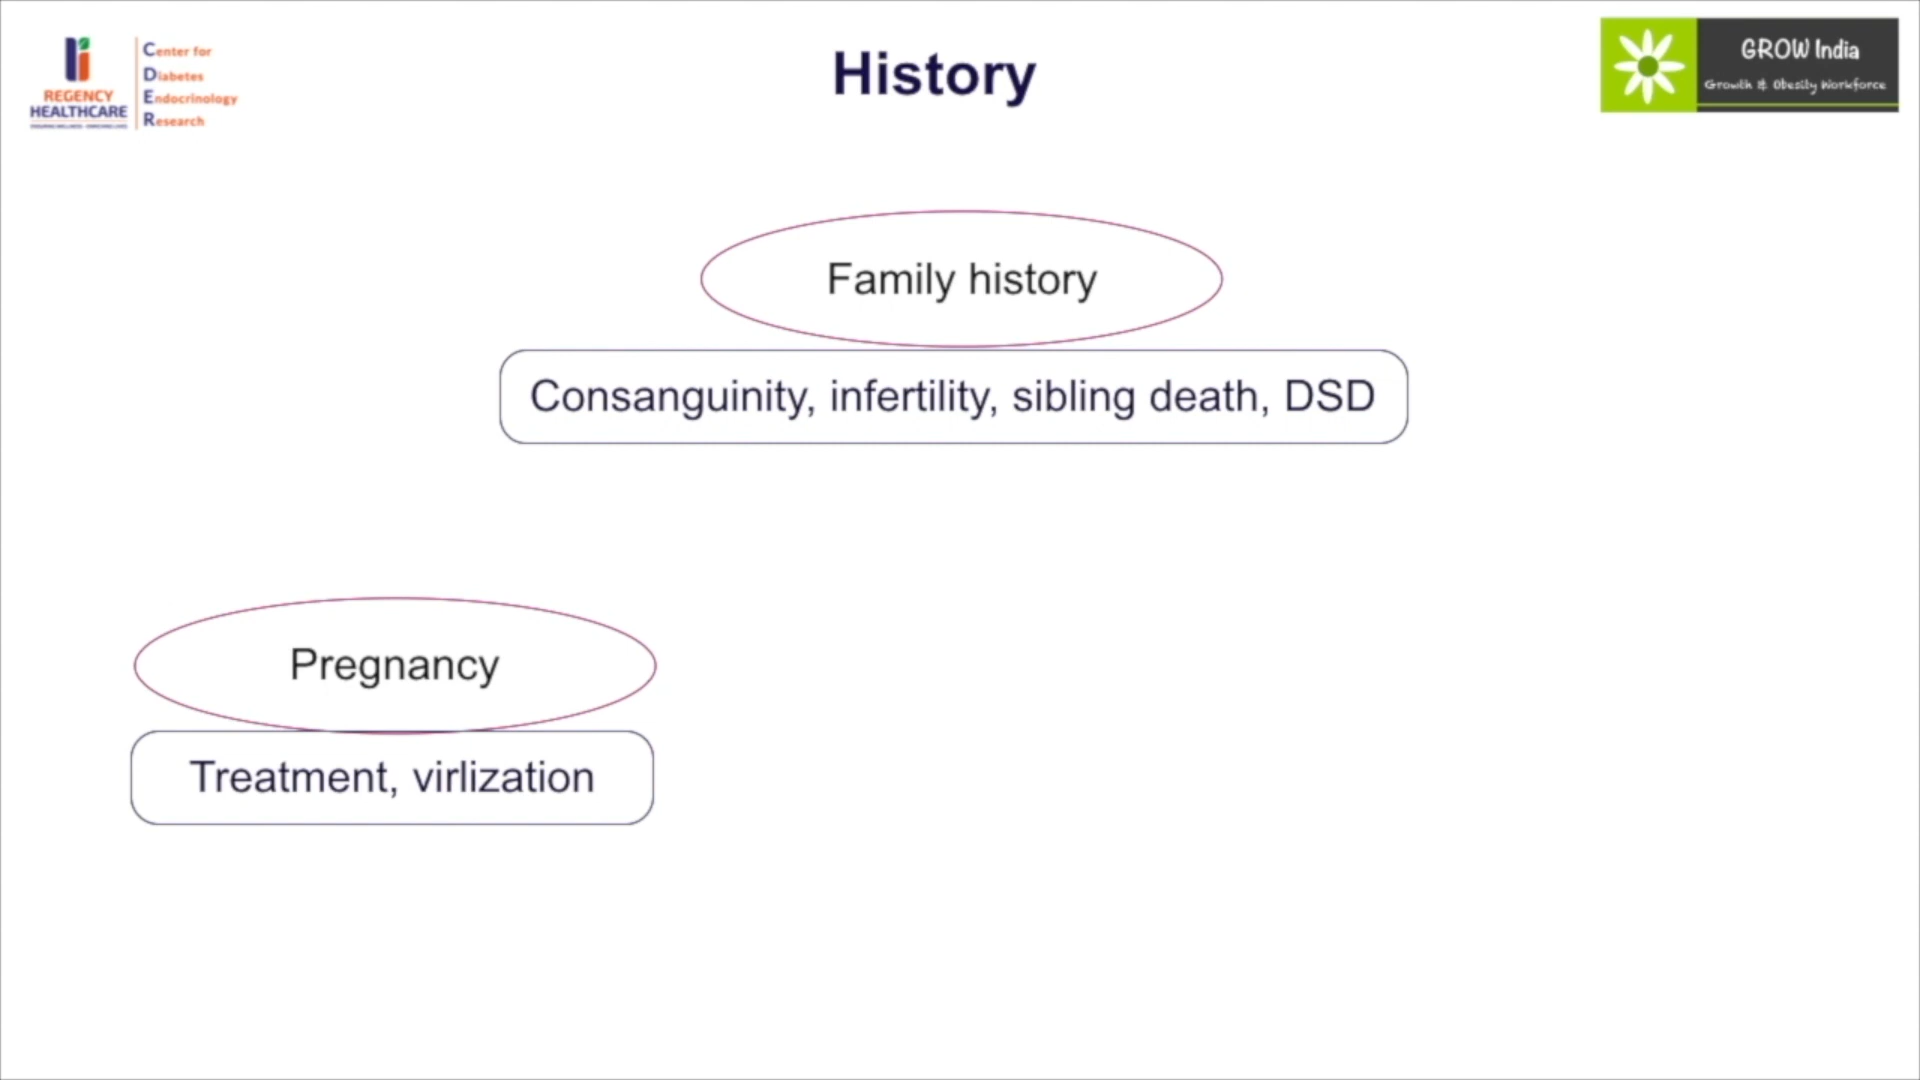 REGENCY
HEALTHCARE
Center for
Diabetes
Endocrinology
Research
History
GROW India
Growth & Obesity Workforce
Family history
Consanguinity, infertility, sibling death, DSD
Pregnancy
Treatment, virlization